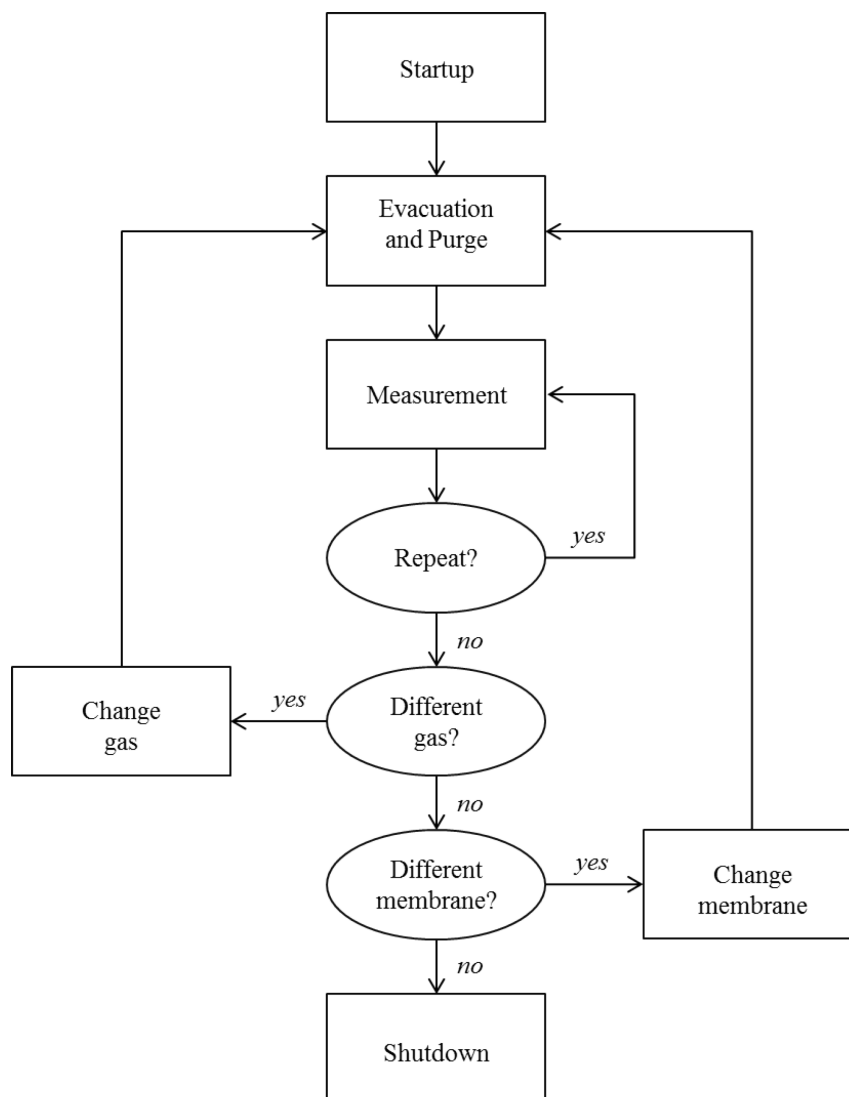 Startup
Evacuation
and Purge
Measurement
Repeat?
yes
no
Different
gas?
yes
Change
gas
no
Different
membrane?
yes
Change
membrane
no
Shutdown